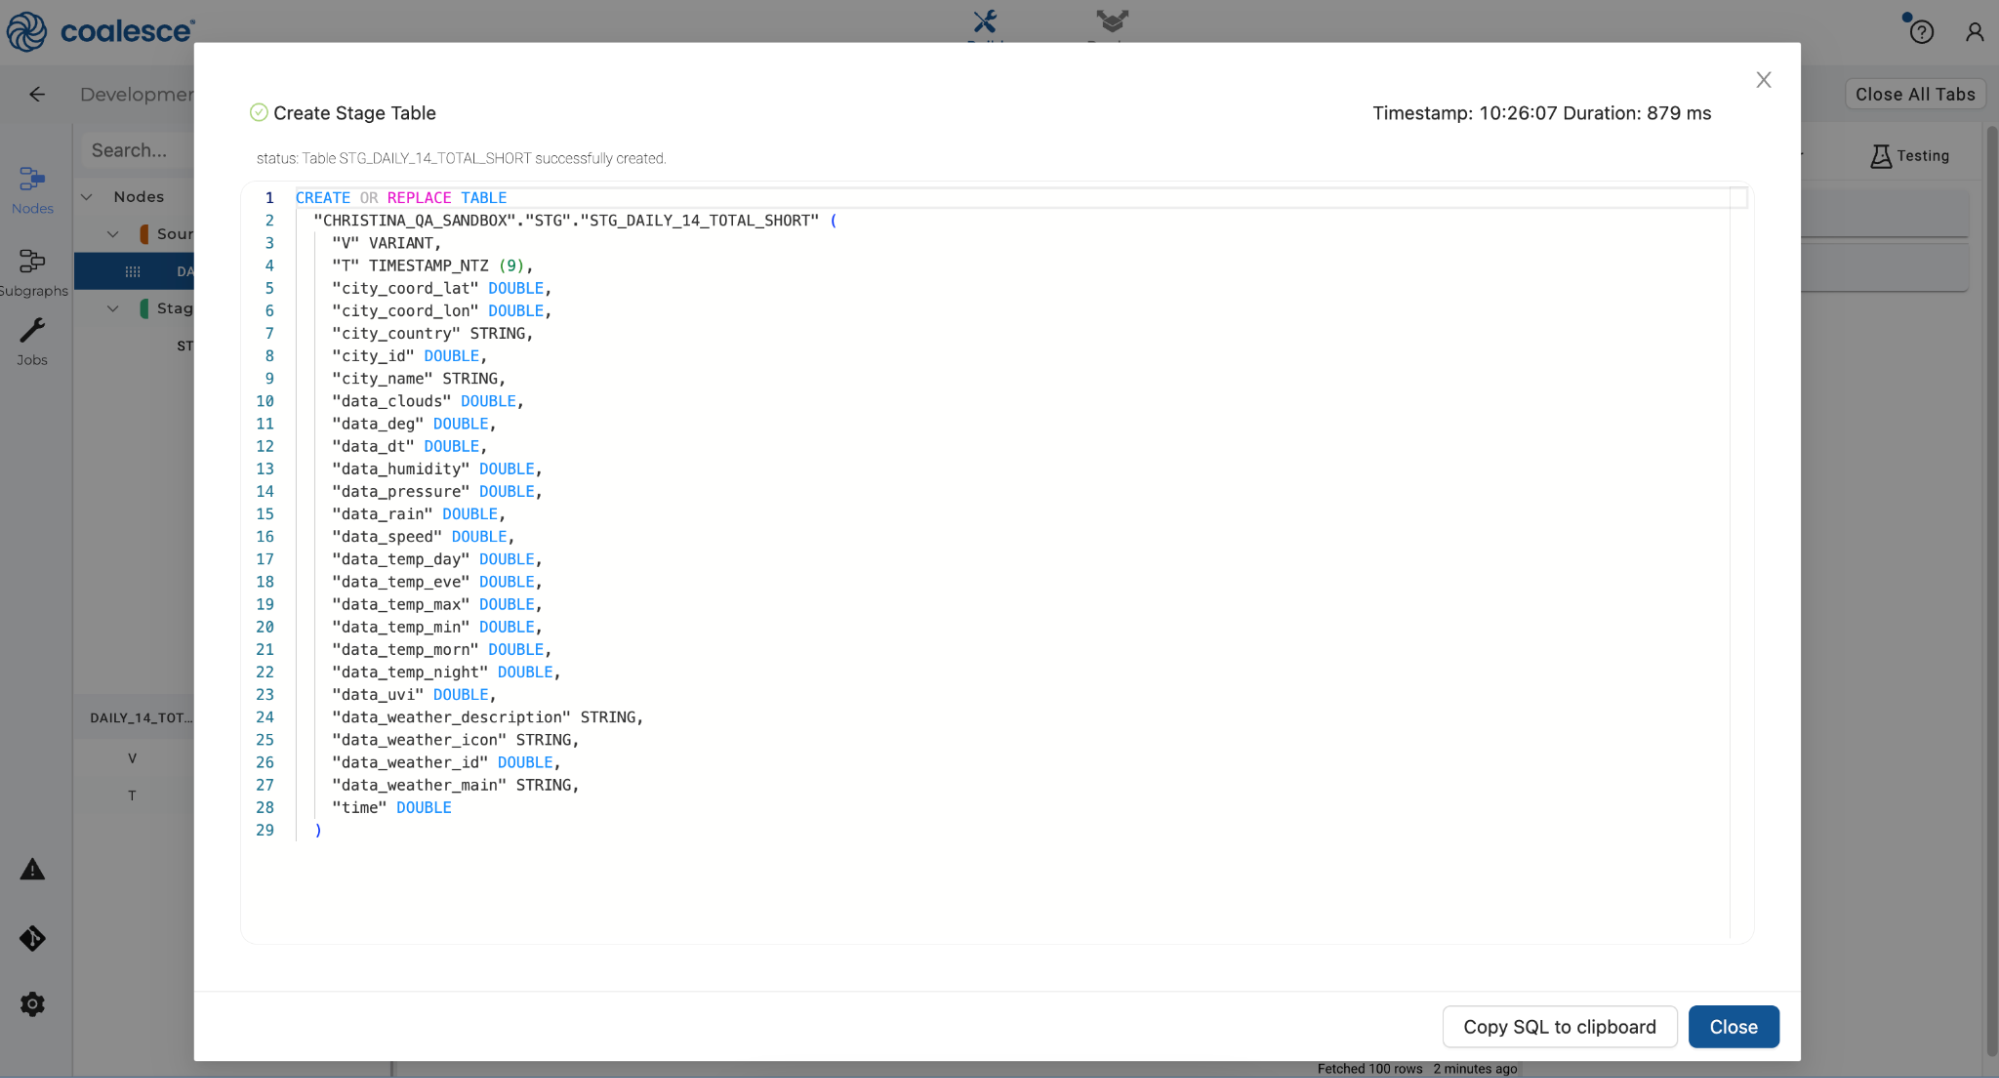 coalesce
Developmen
Close All Tabs
Search...
Testing
Nodes
Nodes
Sour
DA
Subgraphs
Stag
ST
Jobs
DAILY_14_TOT...
V
T
Create Stage Table
Timestamp: 10:26:07 Duration: 879 ms
status: Table STG_DAILY_14_TOTAL_SHORT successfully created.
1 CREATE OR REPLACE TABLE
2 "CHRISTINA_QA_SANDBOX"."STG"."STG_DAILY_14_TOTAL_SHORT" (
3 "V" VARIANT,
4 "T" TIMESTAMP_NTZ (9),
5 "city_coord_lat" DOUBLE,
6 "city_coord_lon" DOUBLE,
7 "city_country" STRING,
8 "city_id" DOUBLE,
9 "city_name" STRING,
10 "data_clouds" DOUBLE,
11 "data_deg" DOUBLE,
12 "data_dt" DOUBLE,
13 "data_humidity" DOUBLE,
14 "data_pressure" DOUBLE,
15 "data_rain" DOUBLE,
16 "data_speed" DOUBLE,
17 "data_temp_day" DOUBLE,
18 "data_temp_eve" DOUBLE,
19 "data_temp_max" DOUBLE,
20 "data_temp_min" DOUBLE,
21 "data_temp_morn" DOUBLE,
22 "data_temp_night" DOUBLE,
23 "data_uvi" DOUBLE,
24 "data_weather_description" STRING,
25 "data_weather_icon" STRING,
26 "data_weather_id" DOUBLE,
27 "data_weather_main" STRING,
28 "time" DOUBLE
29 )
Copy SQL to clipboard
Close
Fetched 100 rows 2 minutes ago